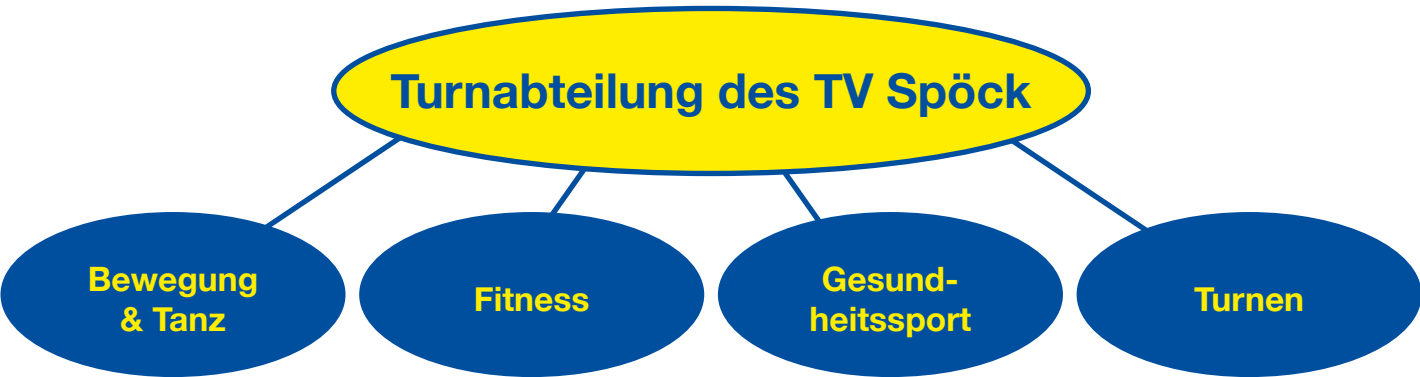 Turnabteilung des TV Spöck
Bewegung
& Tanz
Fitness
Gesund-
heitssport
Turnen